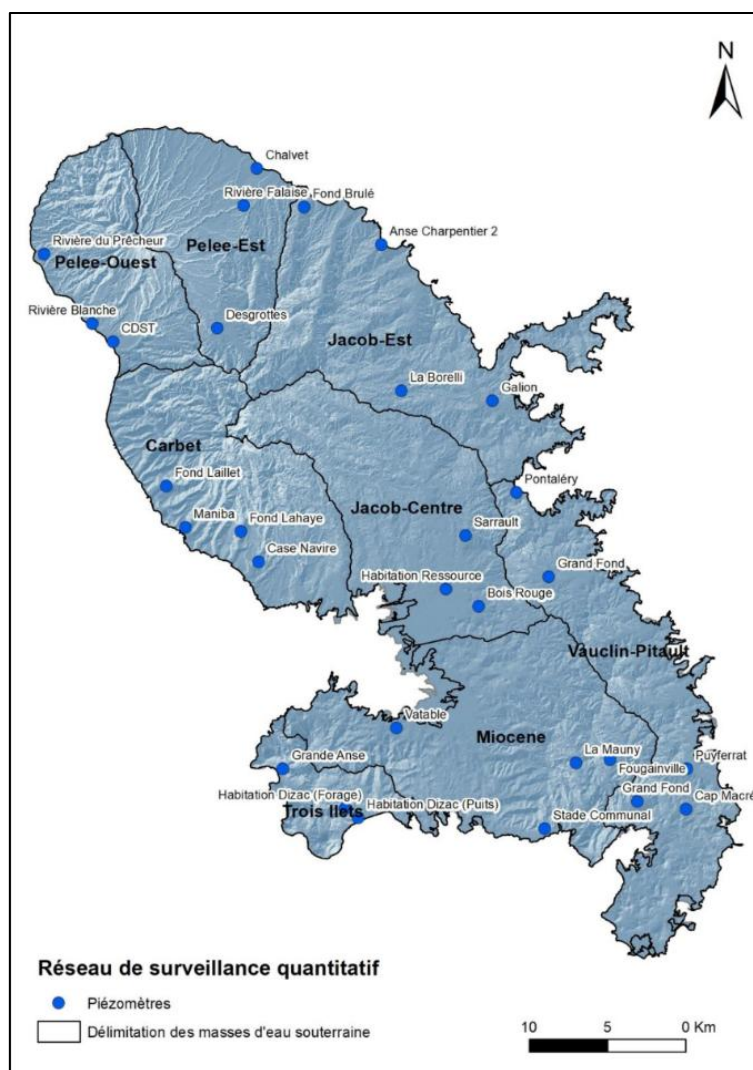 N
Chalvet
Rivière Falaise
Fond Brulé
Anse Charpentier 2
Pelee-Est
Rivière du Prêcheur
Pelee-Ouest
Rivière Blanche
CDST
Desgrottes
Jacob-Est
La Borelli
Galion
Carbet
Fond Laillet
Pontaléry
Jacob-Centre
Maniba
Fond Lahaye
Sarrault
Case Navire
Grand Fond
Habitation Ressource
Bois Rouge
Vauclin-Pitault
Vatable
Miocene
La Mauny
Puyferrat
Grande Anse
Fougainville
Grand Fond
Habitation Dizac (Forage)
Habitation Dizac (Puits)
Cap Macré
Trois Ilets
Stade Communal
Réseau de surveillance quantitatif
Piézomètres
Délimitation des masses d'eau souterraine
10 5 0 Km